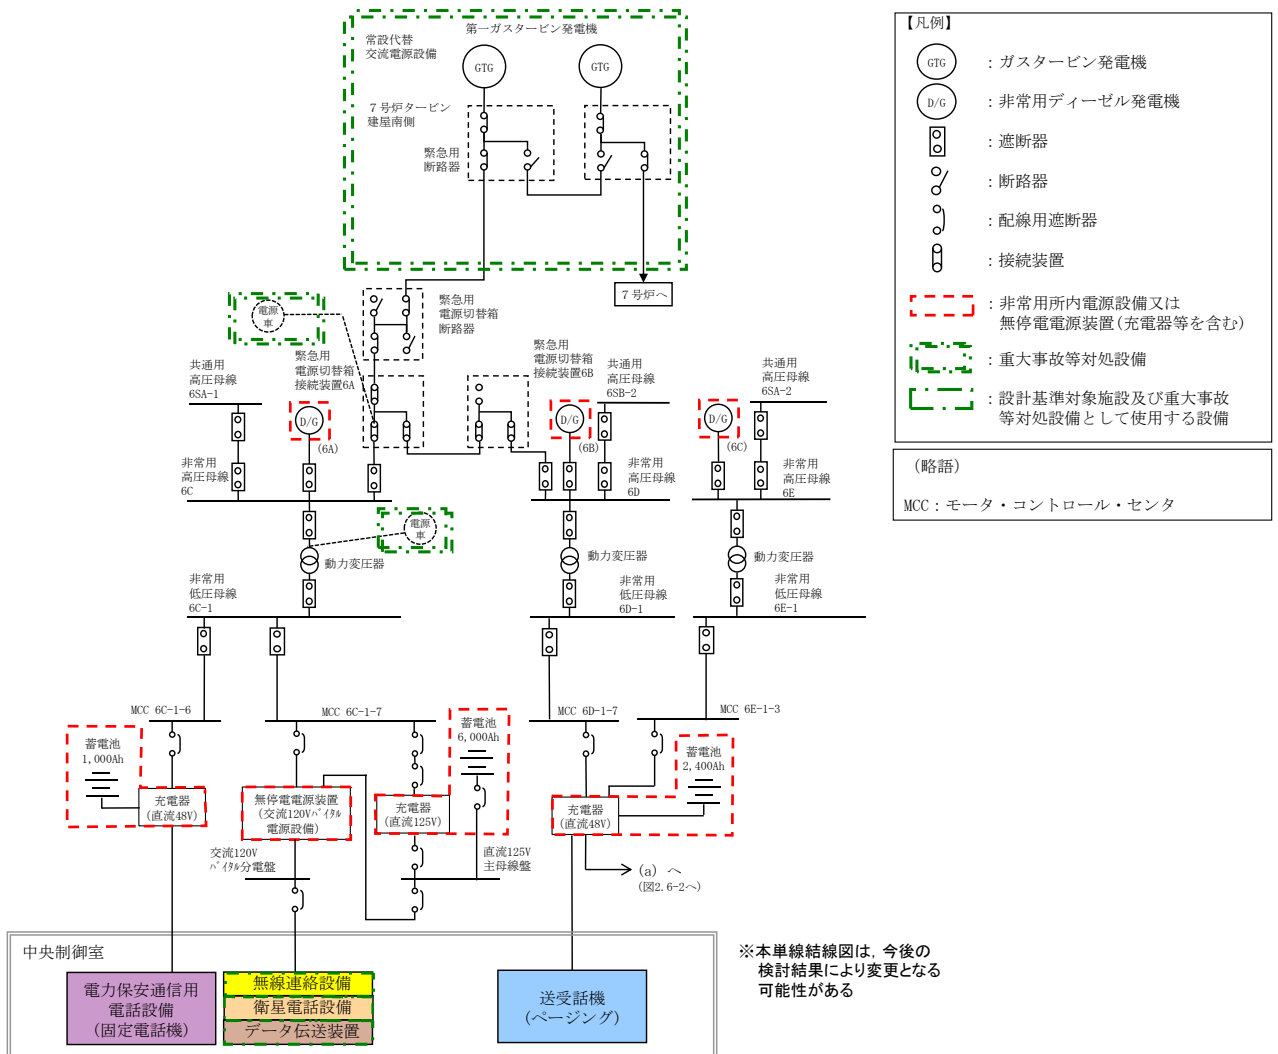 常設代替
交流電源設備
第一ガスタービン発電機
GTG
GTG
7号炉タービン
建屋南側
緊急用
断路器
7号炉へ
緊急用
電源切替箱
断路器
電源
車
緊急用
電源切替箱
接続装置6A
緊急用
電源切替箱
接続装置6B
共通用
高圧母線
6SA-1
共通用
高圧母線
6SB-2
共通用
高圧母線
6SA-2
D/G
(6A)
D/G
(6B)
D/G
(6C)
非常用
高圧母線
6C
非常用
高圧母線
6D
非常用
高圧母線
6E
電源
車
動力変圧器
動力変圧器
動力変圧器
非常用
低圧母線
6C-1
非常用
低圧母線
6D-1
非常用
低圧母線
6E-1
MCC 6C-1-6
MCC 6C-1-7
MCC 6D-1-7
MCC 6E-1-3
蓄電池
1,000Ah
蓄電池
6,000Ah
蓄電池
2,400Ah
充電器
(直流48V)
無停電電源装置
(交流120Vバイタル
電源設備)
充電器
(直流125V)
充電器
(直流48V)
交流120V
バイタル分電盤
直流125V
主母線盤
(a) へ
(図2.6-2へ)
中央制御室
電力保安通信用
電話設備
(固定電話機)
無線連絡設備
衛星電話設備
データ伝送装置
送受話機
(ページング)
※本単線結線図は，今後の
検討結果により変更となる
可能性がある
【凡例】
GTG
：ガスタービン発電機
D/G
：非常用ディーゼル発電機
：遮断器
：断路器
：配線用遮断器
：接続装置
：非常用所内電源設備又は
無停電電源装置(充電器等を含む)
：重大事故等対処設備
：設計基準対象施設及び重大事故
等対処設備として使用する設備
（略語）
MCC：モータ・コントロール・センタ